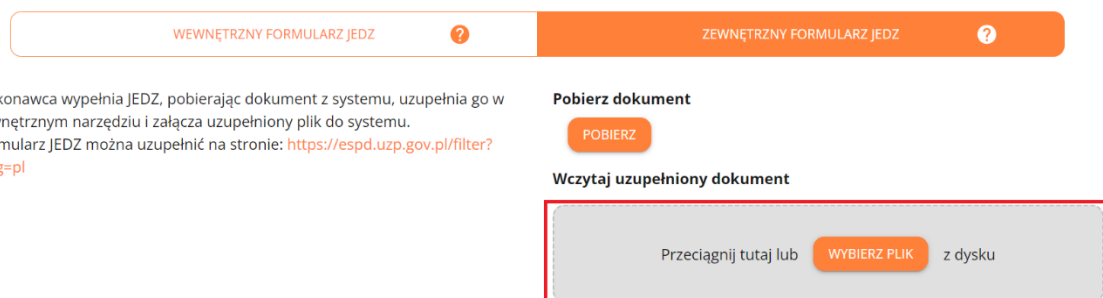 WEWNĘTRZNY FORMULARZ JEDZ ?
ZEWNĘTRZNY FORMULARZ JEDZ ?
konawca wypełnia JEDZ, pobierając dokument z systemu, uzupełnia go w
nętrznym narzędziu i załącza uzupełniony plik do systemu.
mularz JEDZ można uzupełnić na stronie: https://espd.uzp.gov.pl/filter?
g=pl
Pobierz dokument
POBIERZ
Wczytaj uzupełniony dokument
Przeciągnij tutaj lub WYBIERZ PLIK z dysku